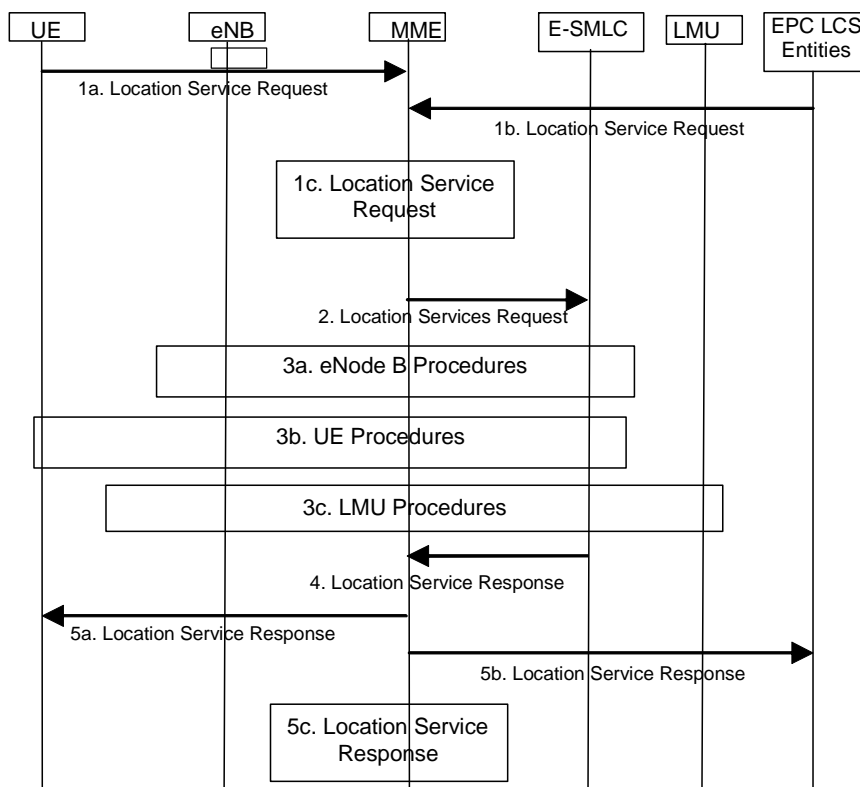 UE
eNB
MME
E-SMLC
LMU
EPC LCS
Entities
1a. Location Service Request
1b. Location Service Request
1c. Location Service
Request
2. Location Services Request
3a. eNode B Procedures
3b. UE Procedures
3c. LMU Procedures
4. Location Service Response
5a. Location Service Response
5b. Location Service Response
5c. Location Service
Response